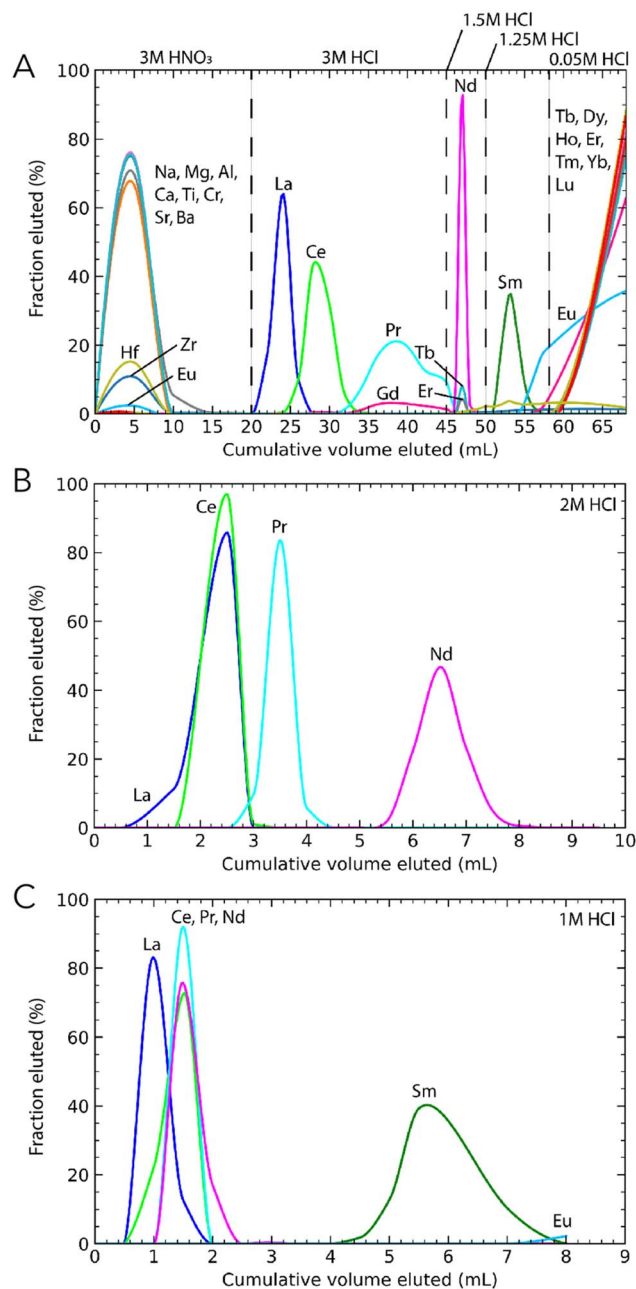 1.5M HCl
1.25M HCl
A
3M HNO₃
3M HCl
0.05M HCl
100
80
60
40
20
0
Fraction eluted (%)
Na, Mg, Al,
Ca, Ti, Cr,
Sr, Ba
Hf
Zr
Eu
La
Ce
Pr
Gd
Nd
Tb
Er
Sm
Eu
Tb, Dy,
Ho, Er,
Tm, Yb,
Lu
0 5 10 15 20 25 30 35 40 45 50 55 60 65
Cumulative volume eluted (mL)
B
2M HCl
100
80
60
40
20
0
Fraction eluted (%)
Ce
Pr
Nd
La
0 1 2 3 4 5 6 7 8 9 10
Cumulative volume eluted (mL)
C
1M HCl
100
80
60
40
20
0
Fraction eluted (%)
Ce, Pr, Nd
La
Sm
Eu
0 1 2 3 4 5 6 7 8 9
Cumulative volume eluted (mL)